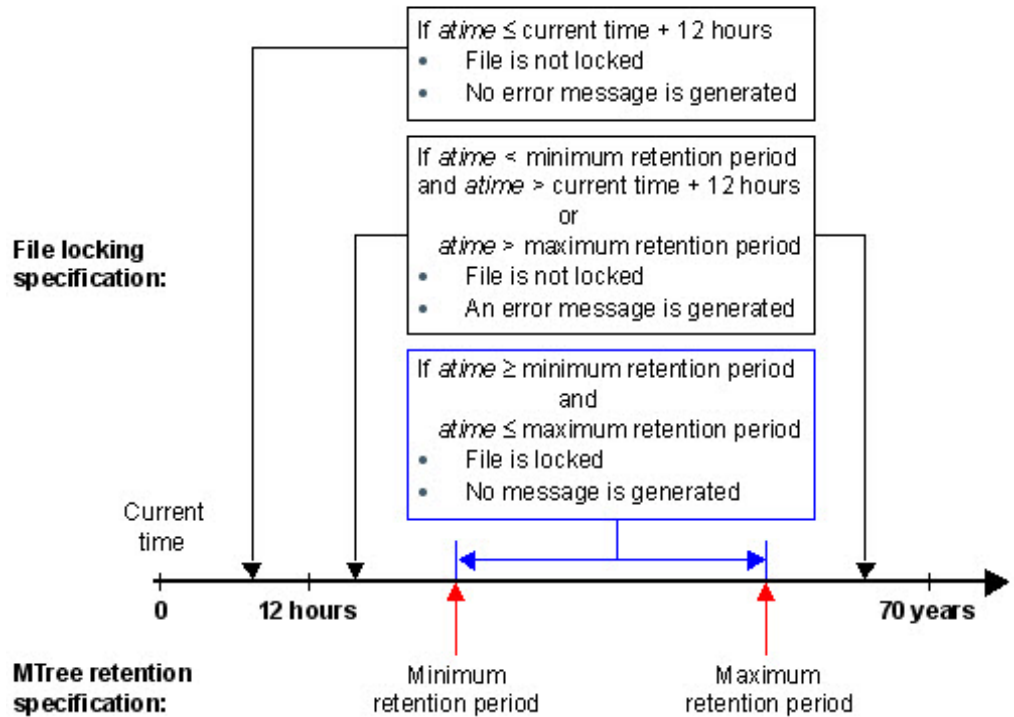 If atime ≤ current time + 12 hours
• File is not locked
• No error message is generated
If atime < minimum retention period
and atime > current time + 12 hours
or
atime > maximum retention period
• File is not locked
• An error message is generated
File locking
specification:
If atime ≥ minimum retention period
and
atime ≤ maximum retention period
• File is locked
• No message is generated
Current
time
0
12 hours
70 years
MTree retention
specification:
Minimum
retention period
Maximum
retention period